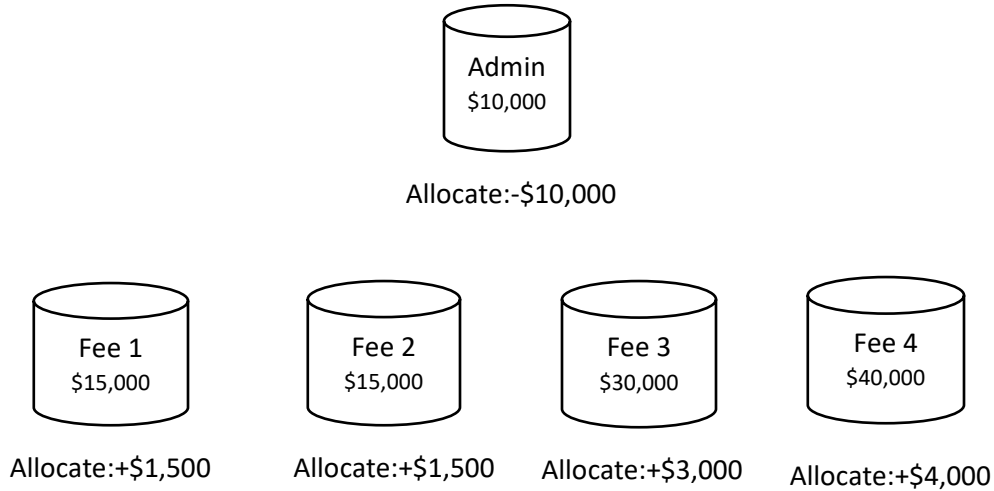 Admin
$10,000
Allocate:-$10,000
Fee 1
$15,000
Fee 2
$15,000
Fee 3
$30,000
Fee 4
$40,000
Allocate:+$1,500
Allocate:+$1,500
Allocate:+$3,000
Allocate:+$4,000